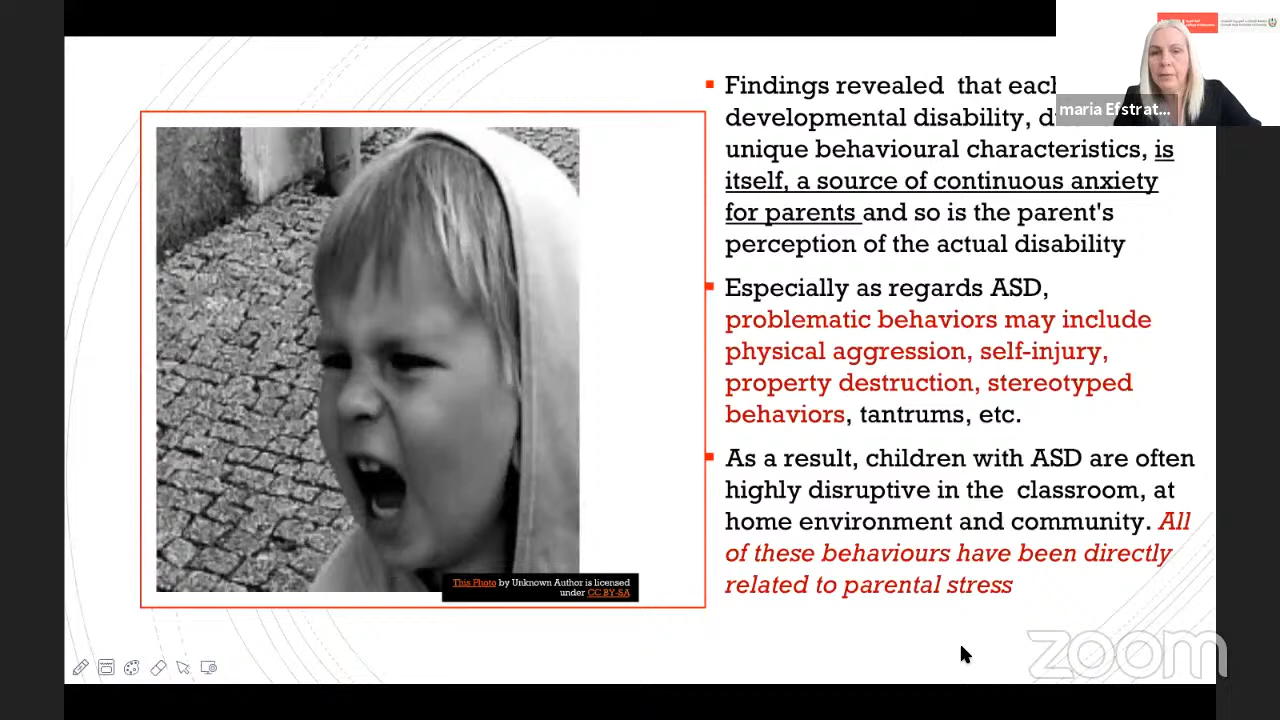 Findings revealed that each
developmental disability, d
unique behavioural characteristics, is
itself, a source of continuous anxiety
for parents and so is the parent's
perception of the actual disability
Especially as regards ASD,
problematic behaviors may include
physical aggression, self-injury,
property destruction, stereotyped
behaviors, tantrums, etc.
As a result, children with ASD are often
highly disruptive in the classroom, at
home environment and community. All
of these behaviours have been directly
related to parental stress
maria Efstrat...
This Photo by Unknown Author is licensed
under CC BY-SA
zoom